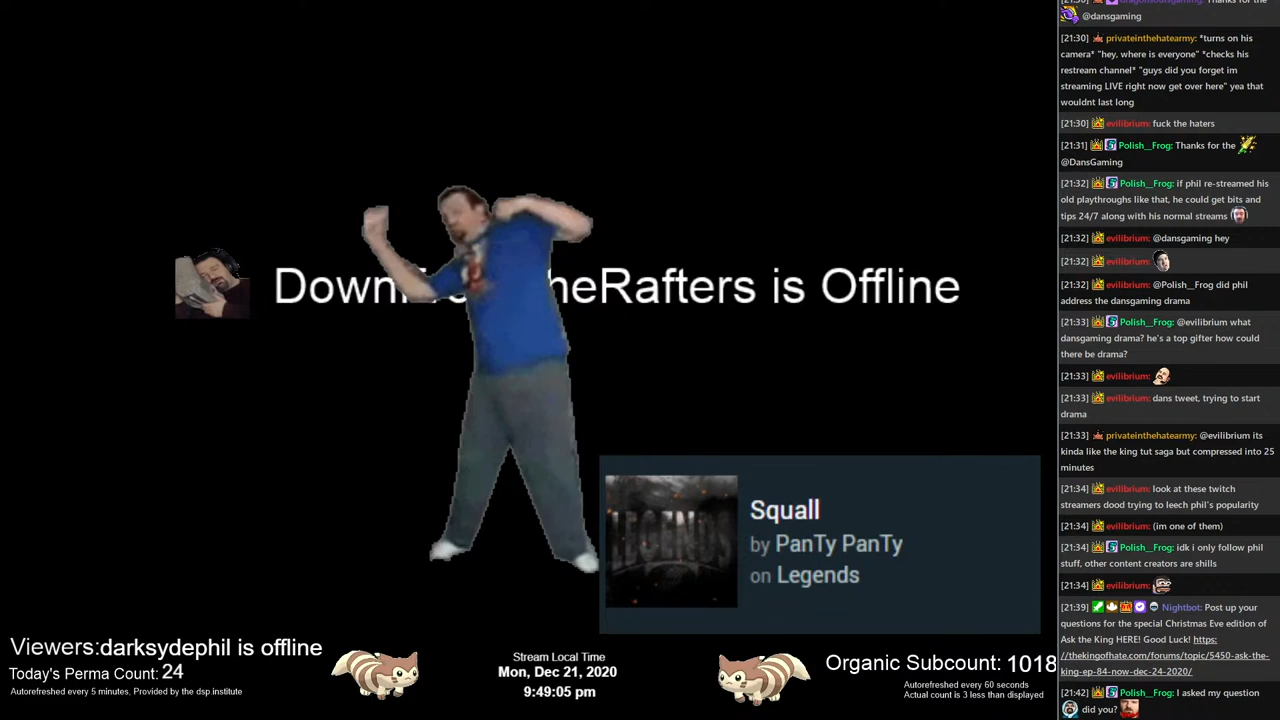 DownF theRafters is Offline
LEGENDS
Squall
by PanTy PanTy
on Legends
Viewers:darksydephil is offline
Today's Perma Count: 24
Autorefreshed every 5 minutes, Provided by the dsp.institute
Stream Local Time
Mon, Dec 21, 2020
9:49:05 pm
Organic Subcount: 1018
Autorefreshed every 60 seconds
Actual count is 3 less than displayed
@dansgaming
[21:30] privateinthehatearmy: *turns on his
camera* "hey, where is everyone" *checks his
restream channel* "guys did you forget im
streaming LIVE right now get over here" yea that
wouldnt last long
[21:30] evilibrium: fuck the haters
[21:31] Polish__Frog: Thanks for the
@DansGaming
[21:32] Polish__Frog: if phil re-streamed his
old playthroughs like that, he could get bits and
tips 24/7 along with his normal streams
[21:32] evilibrium: @dansgaming hey
[21:32] evilibrium:
[21:32] evilibrium: @Polish__Frog did phil
address the dansgaming drama
[21:33] Polish__Frog: @evilibrium what
dansgaming drama? he's a top gifter how could
there be drama?
[21:33] evilibrium:
[21:33] evilibrium: dans tweet, trying to start
drama
[21:33] privateinthehatearmy: @evilibrium its
kinda like the king tut saga but compressed into 25
minutes
[21:34] evilibrium: look at these twitch
streamers dood trying to leech phil's popularity
[21:34] evilibrium: (im one of them)
[21:34] Polish__Frog: idk i only follow phil
stuff, other content creators are shills
[21:34] evilibrium:
[21:39] Nightbot: Post up your
questions for the special Christmas Eve edition of
Ask the King HERE! Good Luck! https:
//thekingofhate.com/forums/topic/5450-ask-the-
king-ep-84-now-dec-24-2020/
[21:42] Polish__Frog: I asked my question
did you?